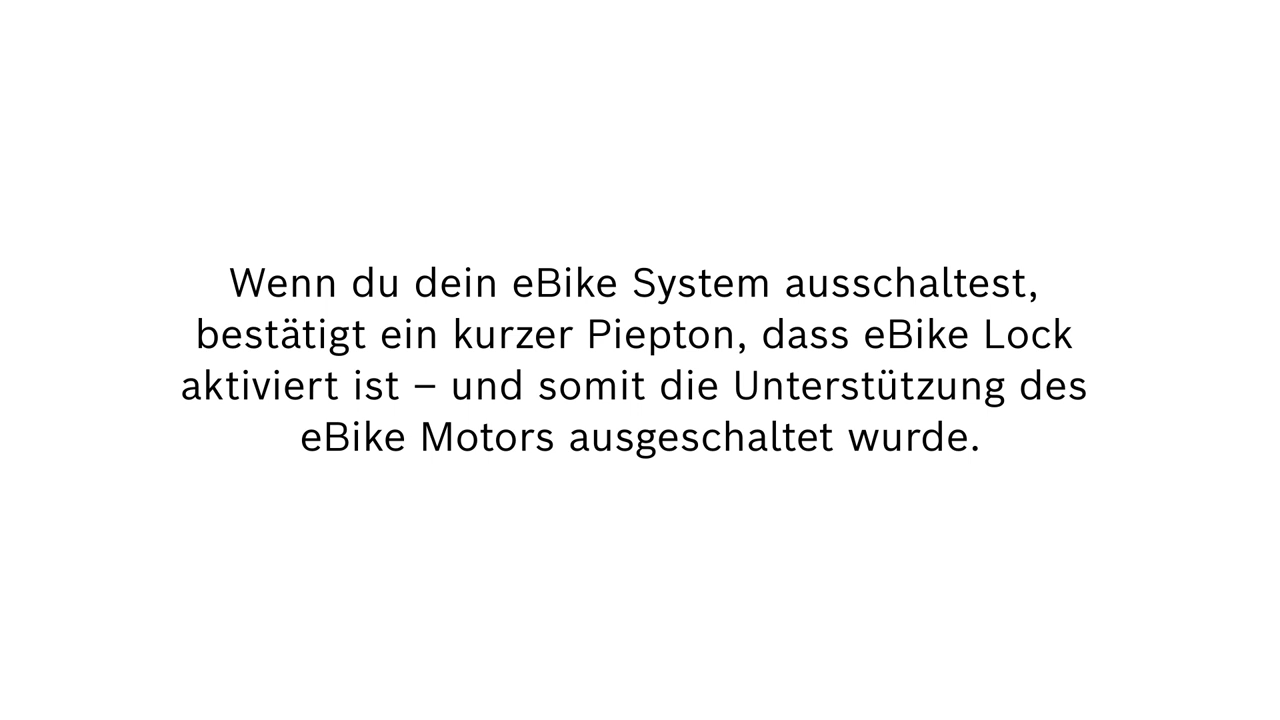 Wenn du dein eBike System ausschaltest,
bestätigt ein kurzer Piepton, dass eBike Lock
aktiviert ist – und somit die Unterstützung des
eBike Motors ausgeschaltet wurde.